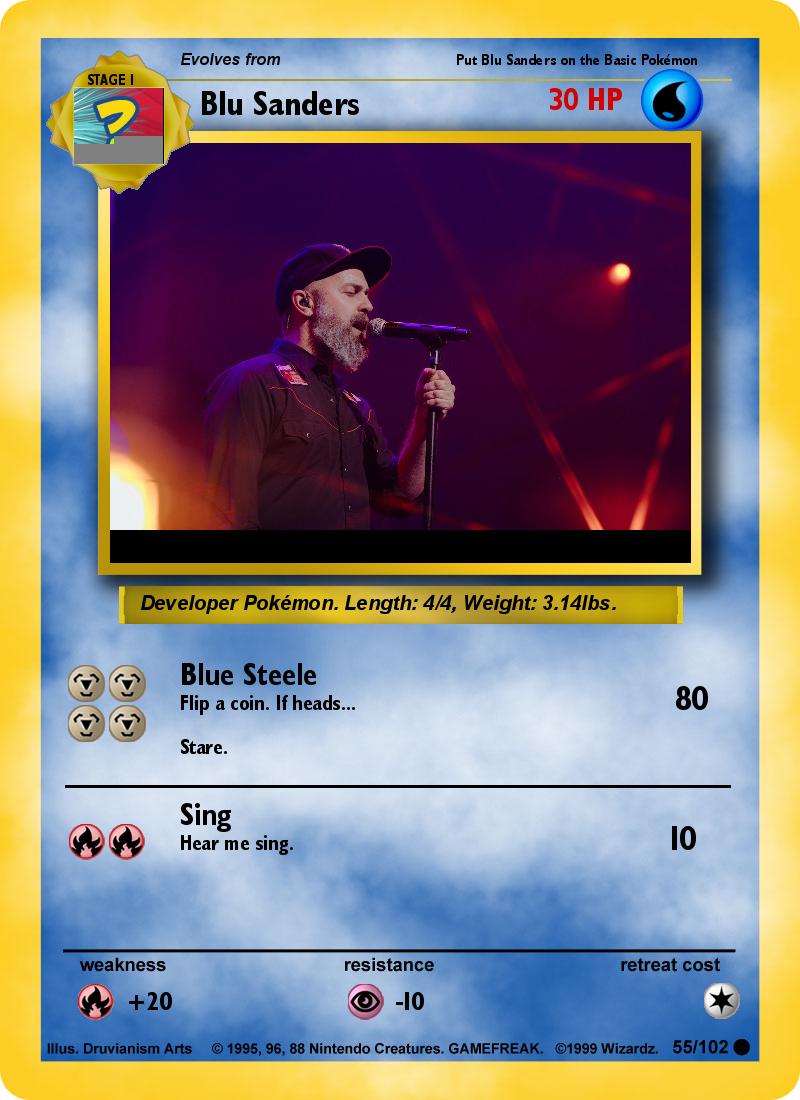 Evolves from
Put Blu Sanders on the Basic Pokémon
STAGE 1
?
Blu Sanders
30 HP
Developer Pokémon. Length: 4/4, Weight: 3.14lbs.
Blue Steele
80
Flip a coin. If heads...
Stare.
Sing
Hear me sing.
10
weakness
resistance
retreat cost
+20
-10
Illus. Druvianism Arts © 1995, 96, 88 Nintendo Creatures. GAMEFREAK. ©1999 Wizardz. 55/102